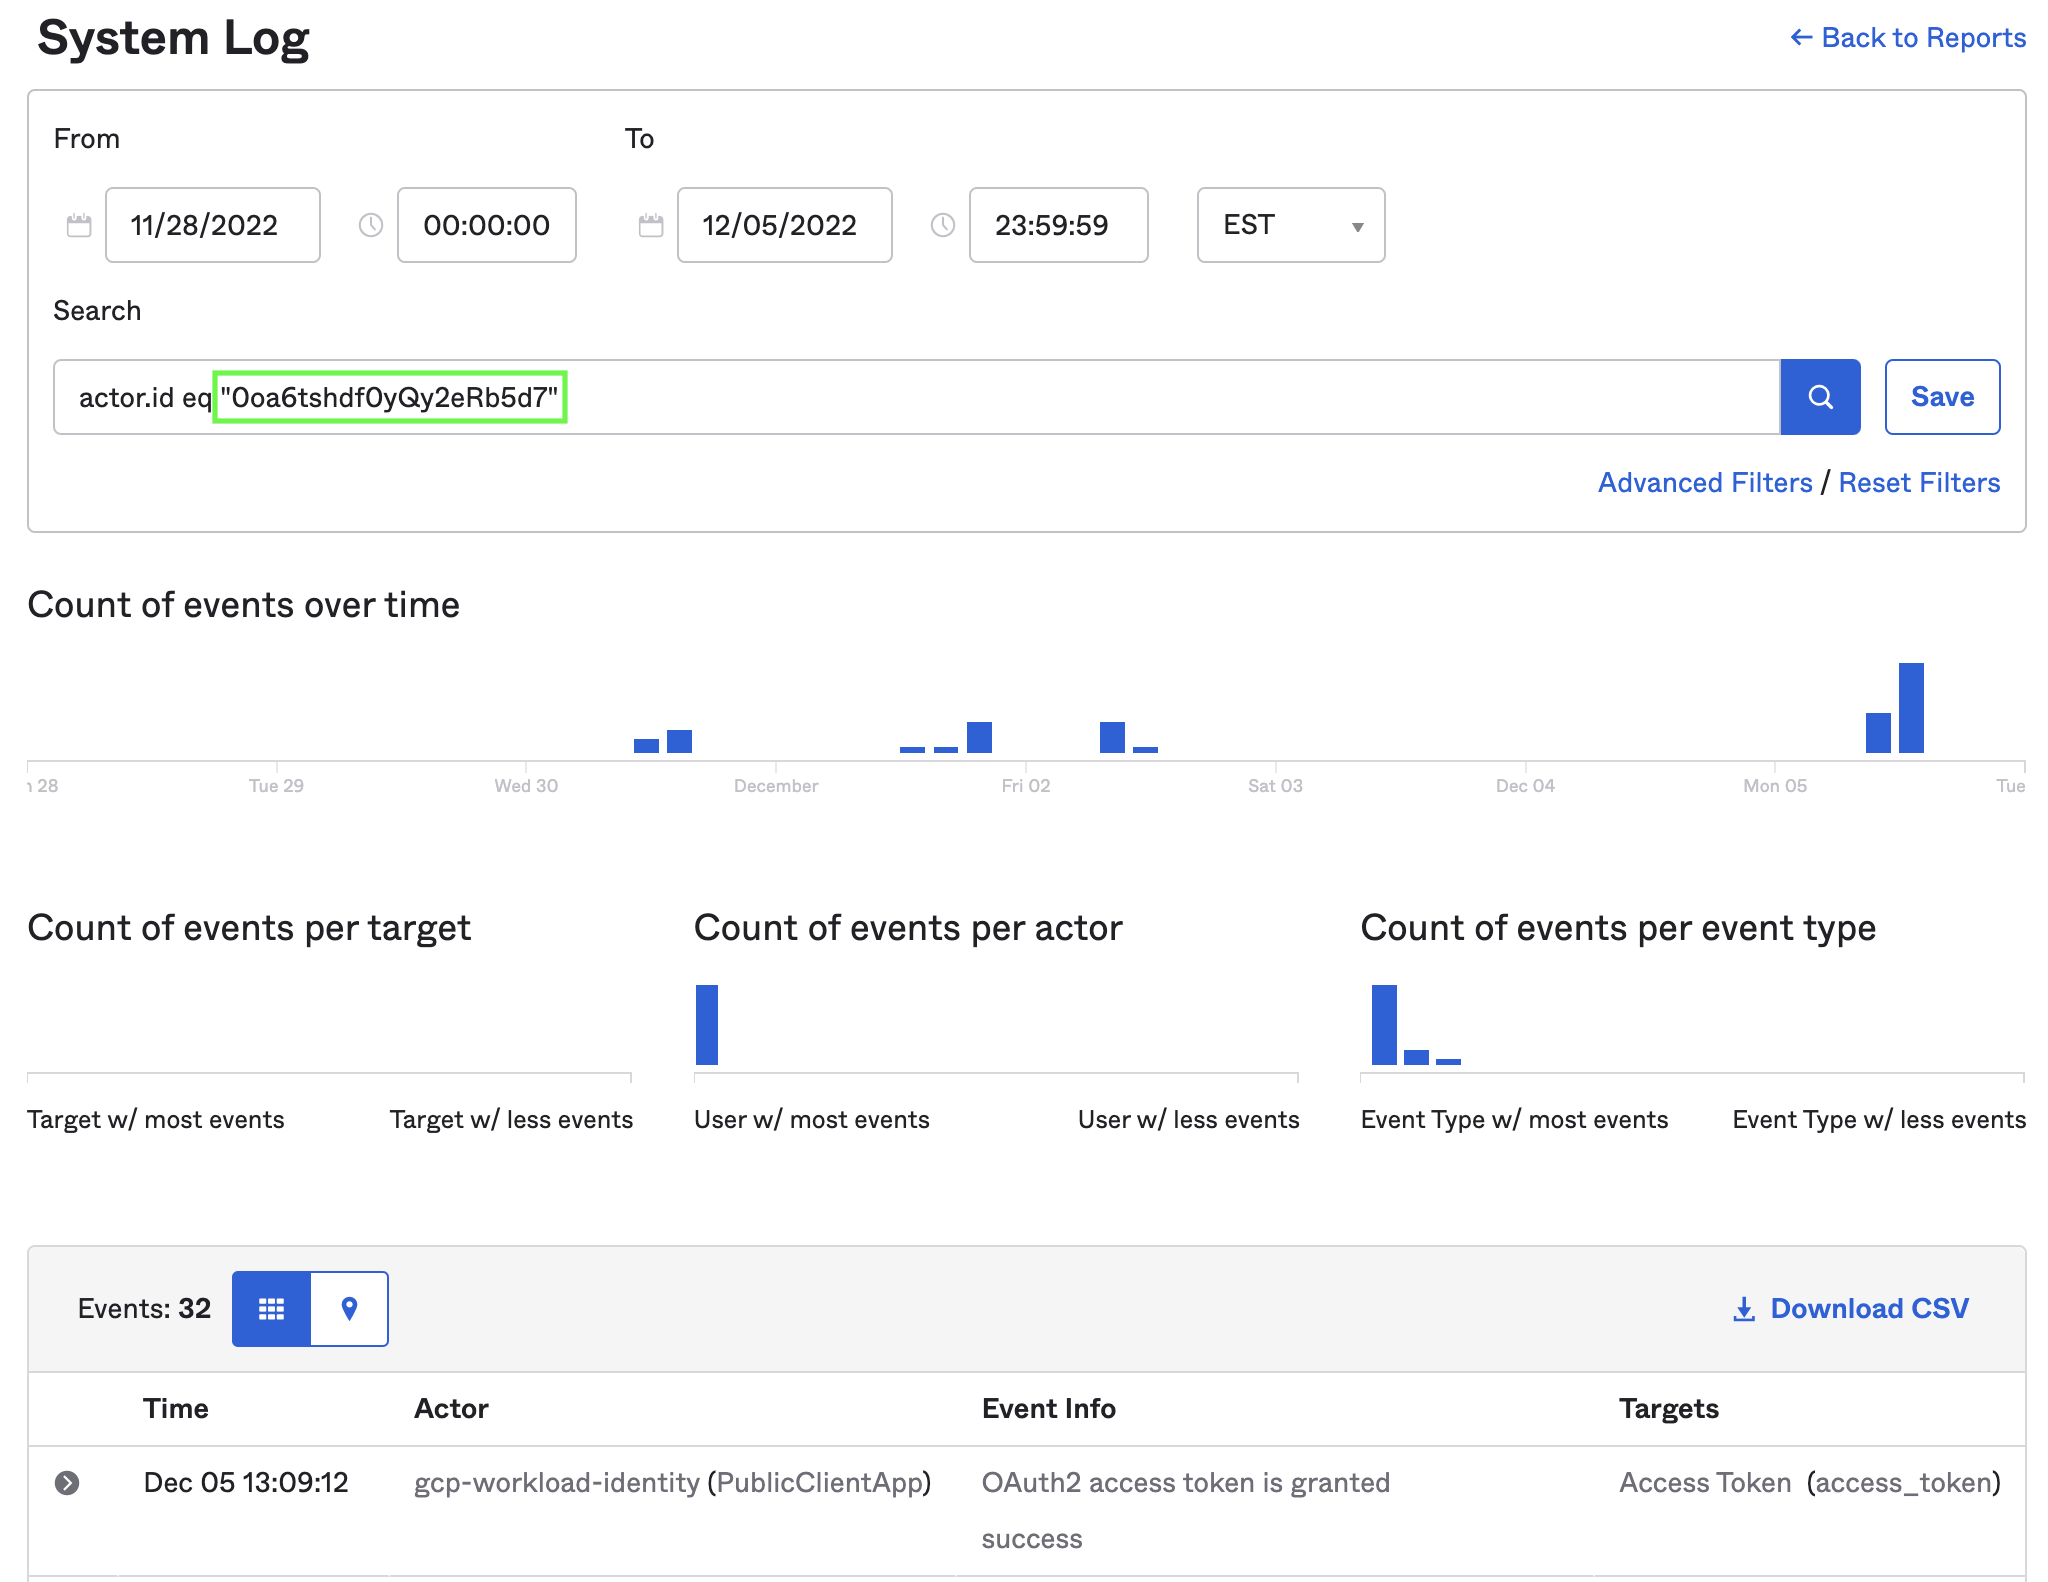 System Log
← Back to Reports
From
To
11/28/2022
00:00:00
12/05/2022
23:59:59
EST
Search
actor.id eq "0oa6tshdf0yQy2eRb5d7"
Save
Advanced Filters / Reset Filters
Count of events over time
28
Tue 29
Wed 30
December
Fri 02
Sat 03
Dec 04
Mon 05
Tue
Count of events per target
Count of events per actor
Count of events per event type
Target w/ most events
Target w/ less events
User w/ most events
User w/ less events
Event Type w/ most events
Event Type w/ less events
Events: 32
Download CSV
Time
Actor
Event Info
Targets
Dec 05 13:09:12
gcp-workload-identity (PublicClientApp)
OAuth2 access token is granted
success
Access Token (access_token)